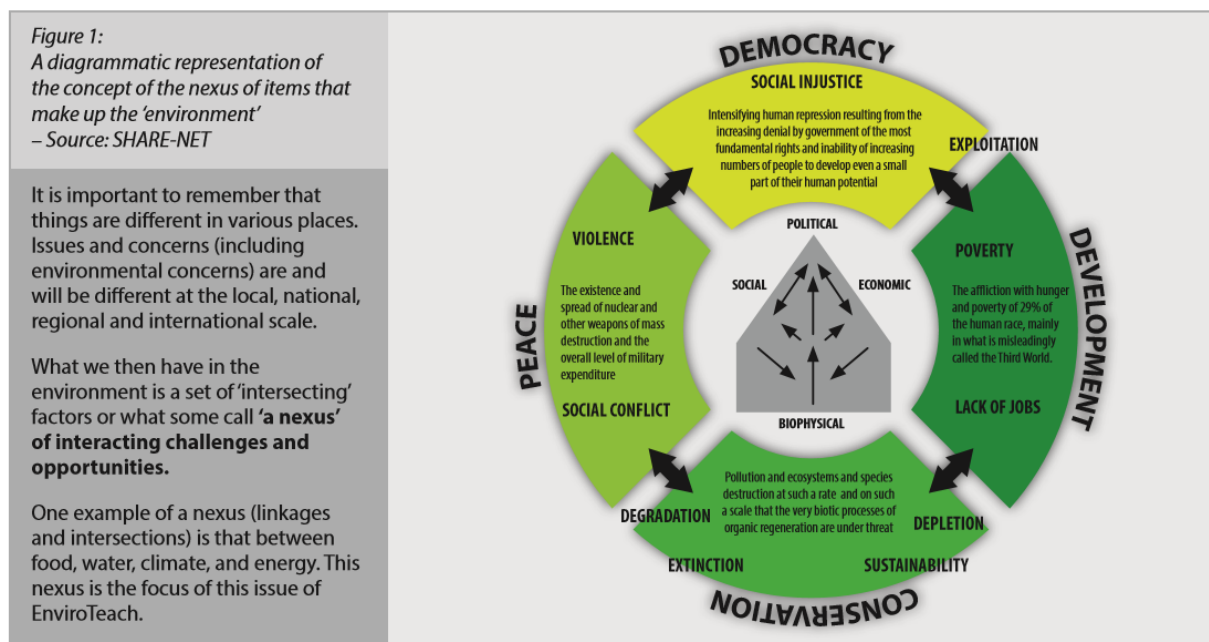 Figure 1:
A diagrammatic representation of
the concept of the nexus of items that
make up the ‘environment’
– Source: SHARE-NET
It is important to remember that
things are different in various places.
Issues and concerns (including
environmental concerns) are and
will be different at the local, national,
regional and international scale.
What we then have in the
environment is a set of ‘intersecting’
factors or what some call ‘a nexus’
of interacting challenges and
opportunities.
One example of a nexus (linkages
and intersections) is that between
food, water, climate, and energy. This
nexus is the focus of this issue of
EnviroTeach.
DEMOCRACY
SOCIAL INJUSTICE
Intensifying human repression resulting from the
increasing denial by government of the most
fundamental rights and inability of increasing
numbers of people to develop even a small
part of their human potential
EXPLOITATION
DEVELOPMENT
POVERTY
The affliction with hunger
and poverty of 29% of
the human race, mainly
in what is misleadingly
called the Third World.
LACK OF JOBS
PEACE
VIOLENCE
The existence and
spread of nuclear and
other weapons of mass
destruction and the
overall level of military
expenditure
SOCIAL CONFLICT
POLITICAL
SOCIAL
ECONOMIC
BIOPHYSICAL
Pollution and ecosystems and species
destruction at such a rate and on such
a scale that the very biotic processes of
organic regeneration are under threat
DEGRADATION
DEPLETION
EXTINCTION
SUSTAINABILITY
CONSERVATION